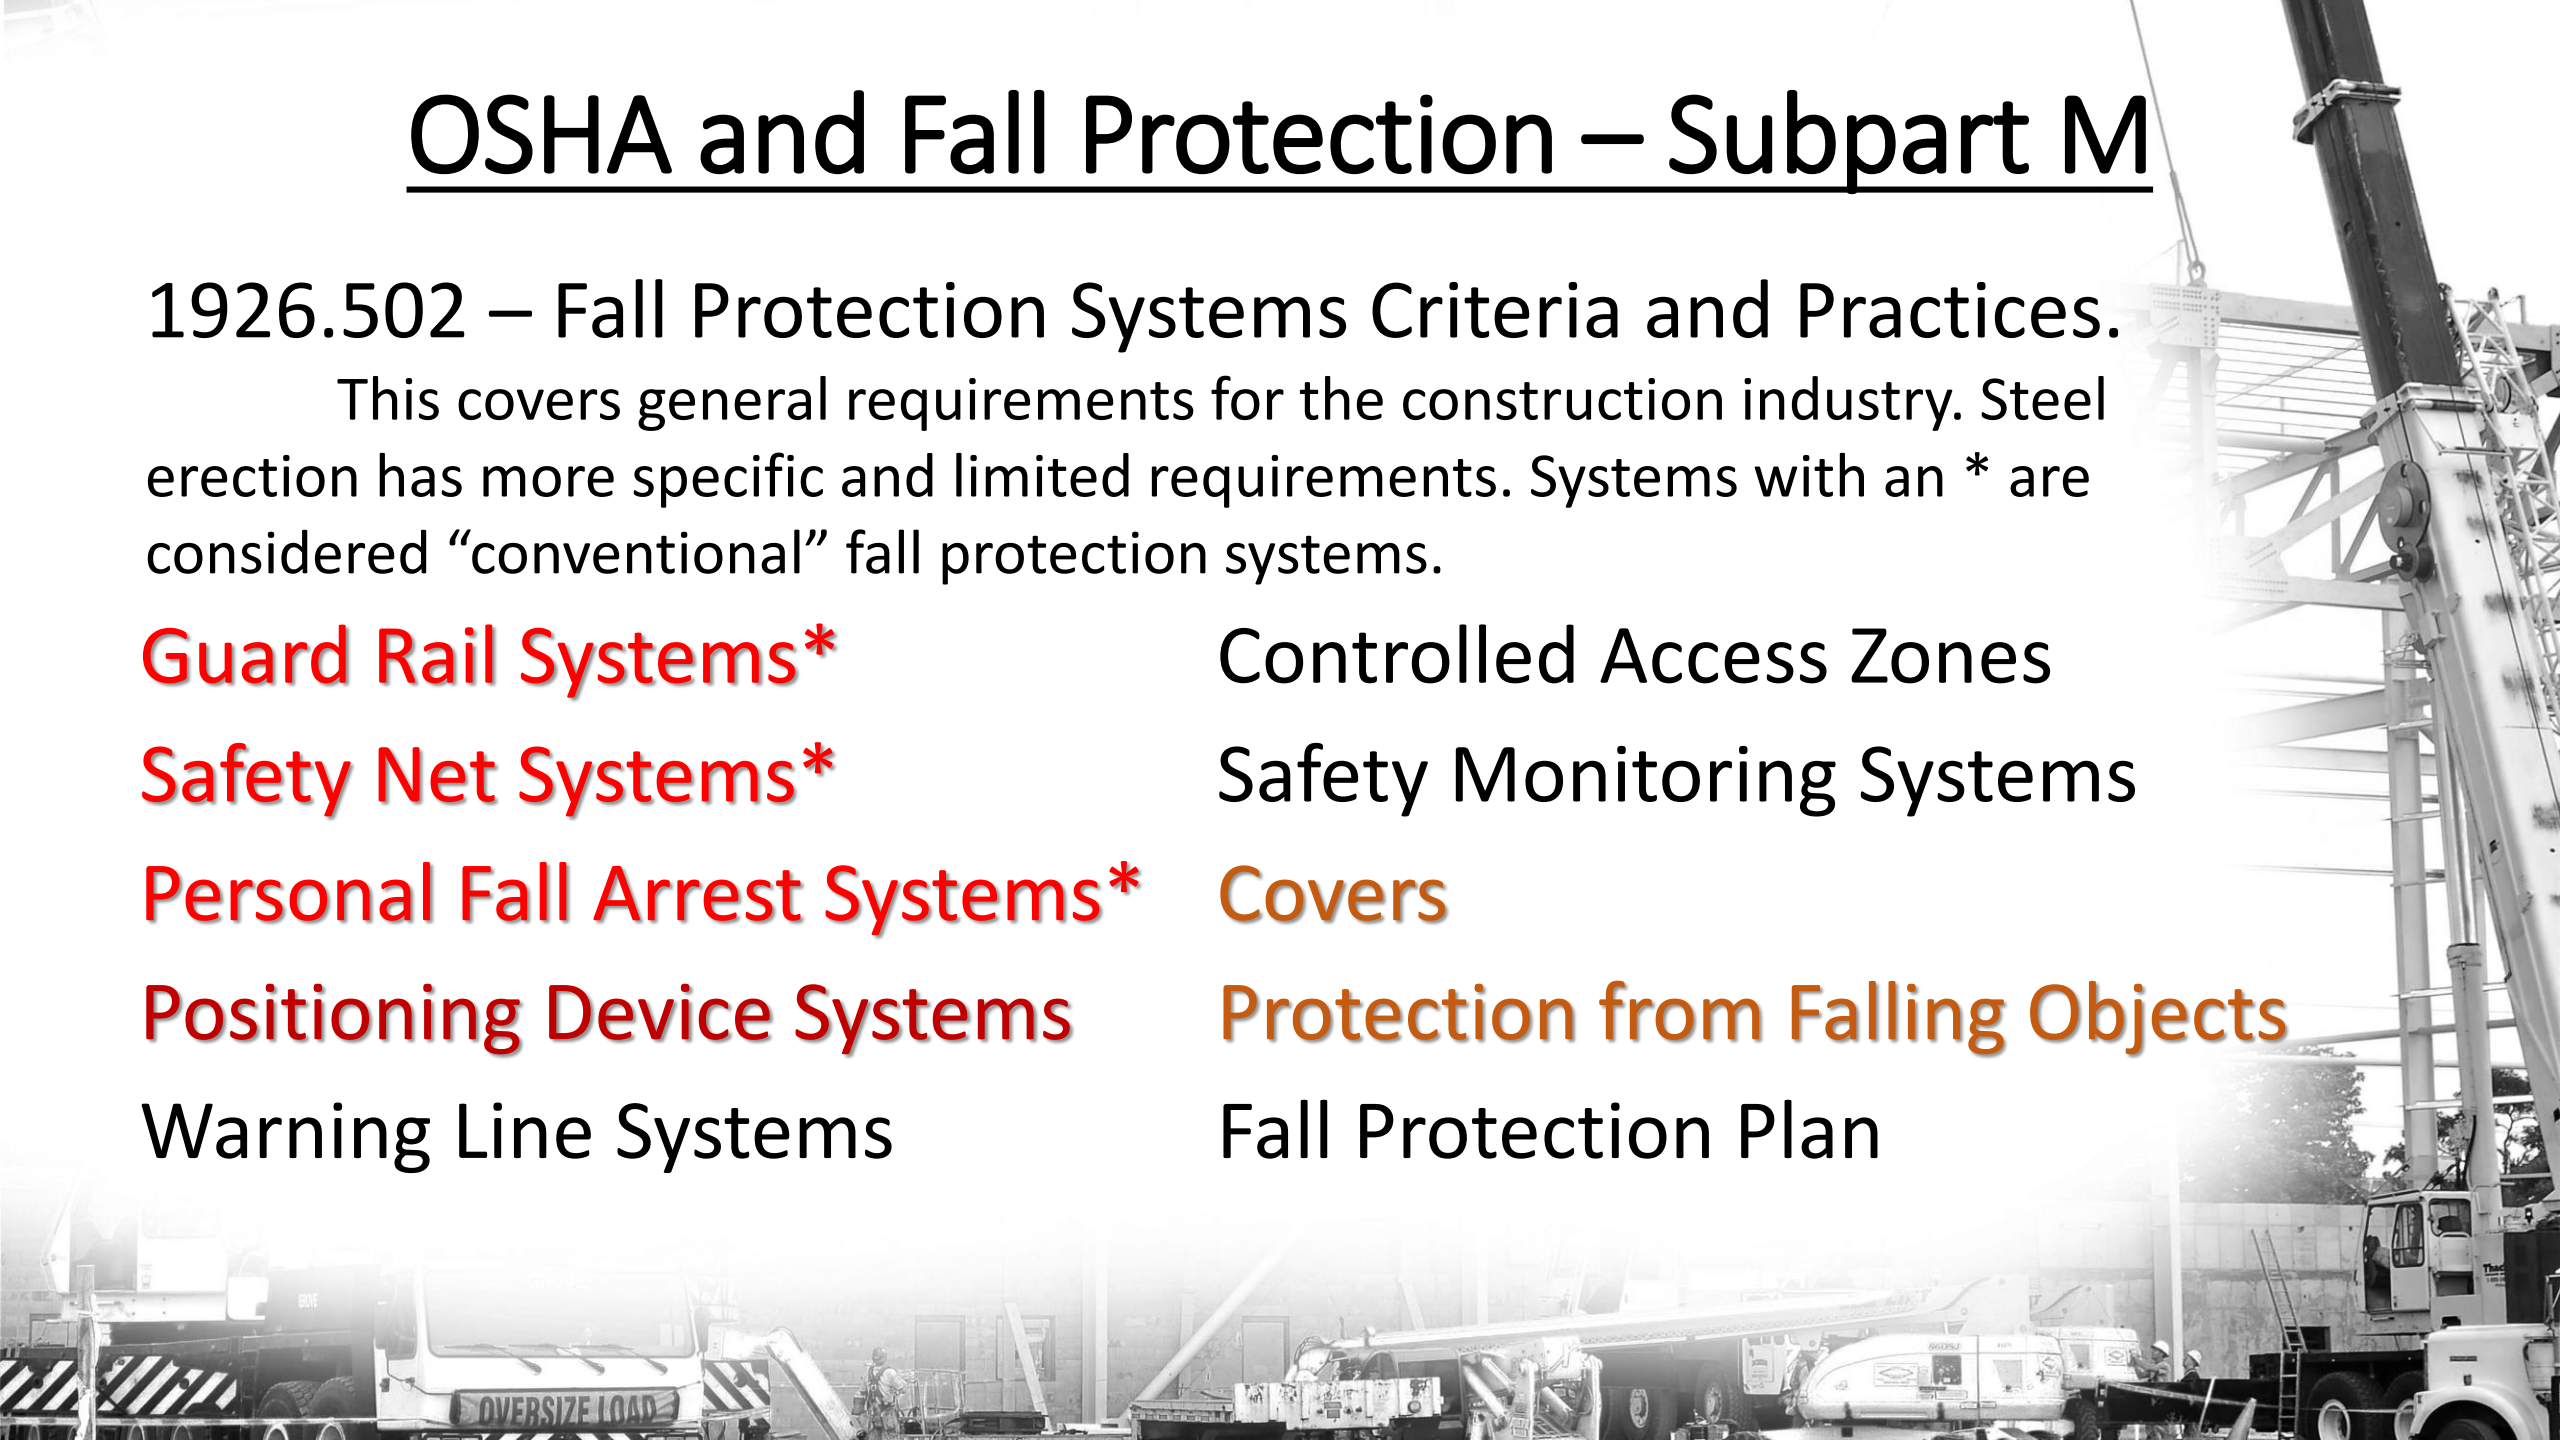 OSHA and Fall Protection – Subpart M
1926.502 – Fall Protection Systems Criteria and Practices.
This covers general requirements for the construction industry. Steel
erection has more specific and limited requirements. Systems with an * are
considered “conventional” fall protection systems.
Guard Rail Systems*
Safety Net Systems*
Personal Fall Arrest Systems*
Positioning Device Systems
Warning Line Systems
Controlled Access Zones
Safety Monitoring Systems
Covers
Protection from Falling Objects
Fall Protection Plan
GROVE
OVERSIZE LOAD